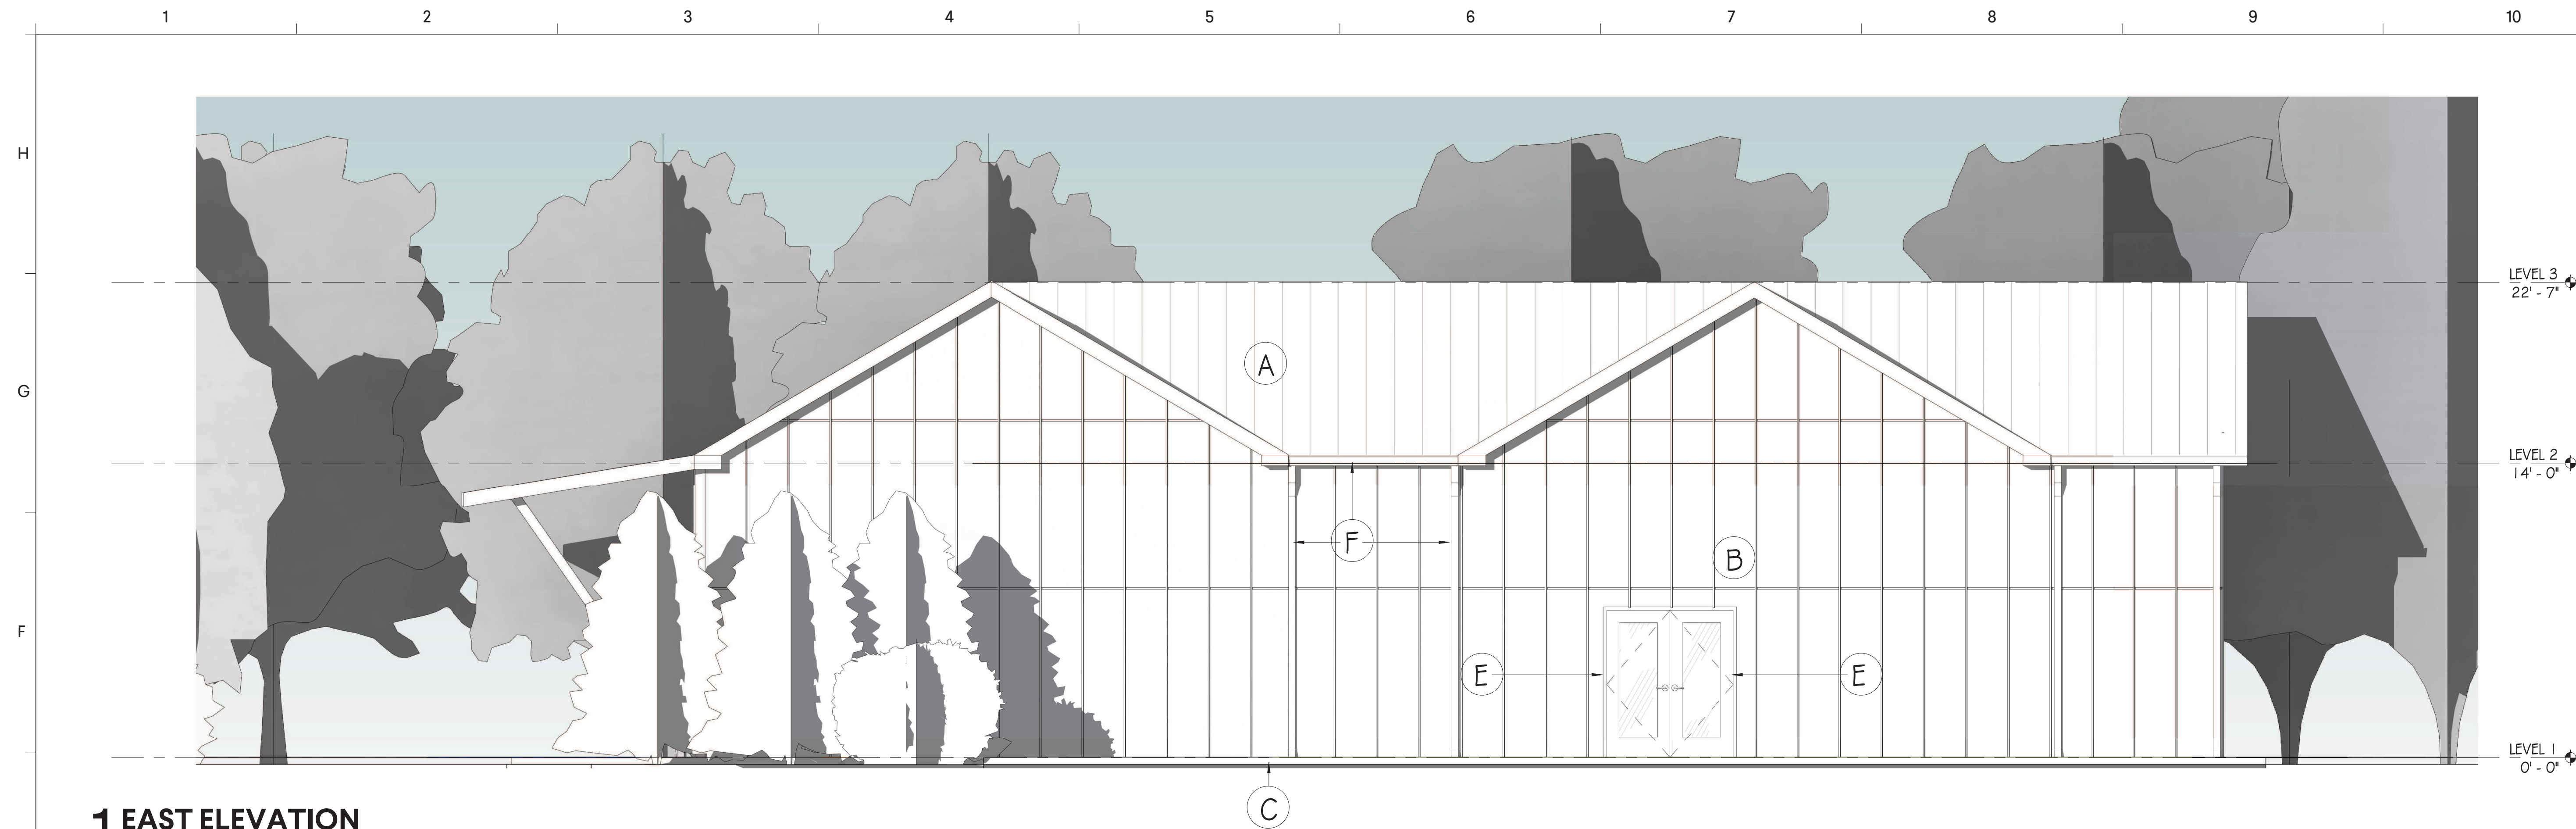 1 2 3 4 5 6 7 8 9 10
H
LEVEL 3
22' - 7"
A
G
LEVEL 2
14' - 0"
F
B
F
E E
LEVEL 1
0' - 0"
C
1 EAST ELEVATION